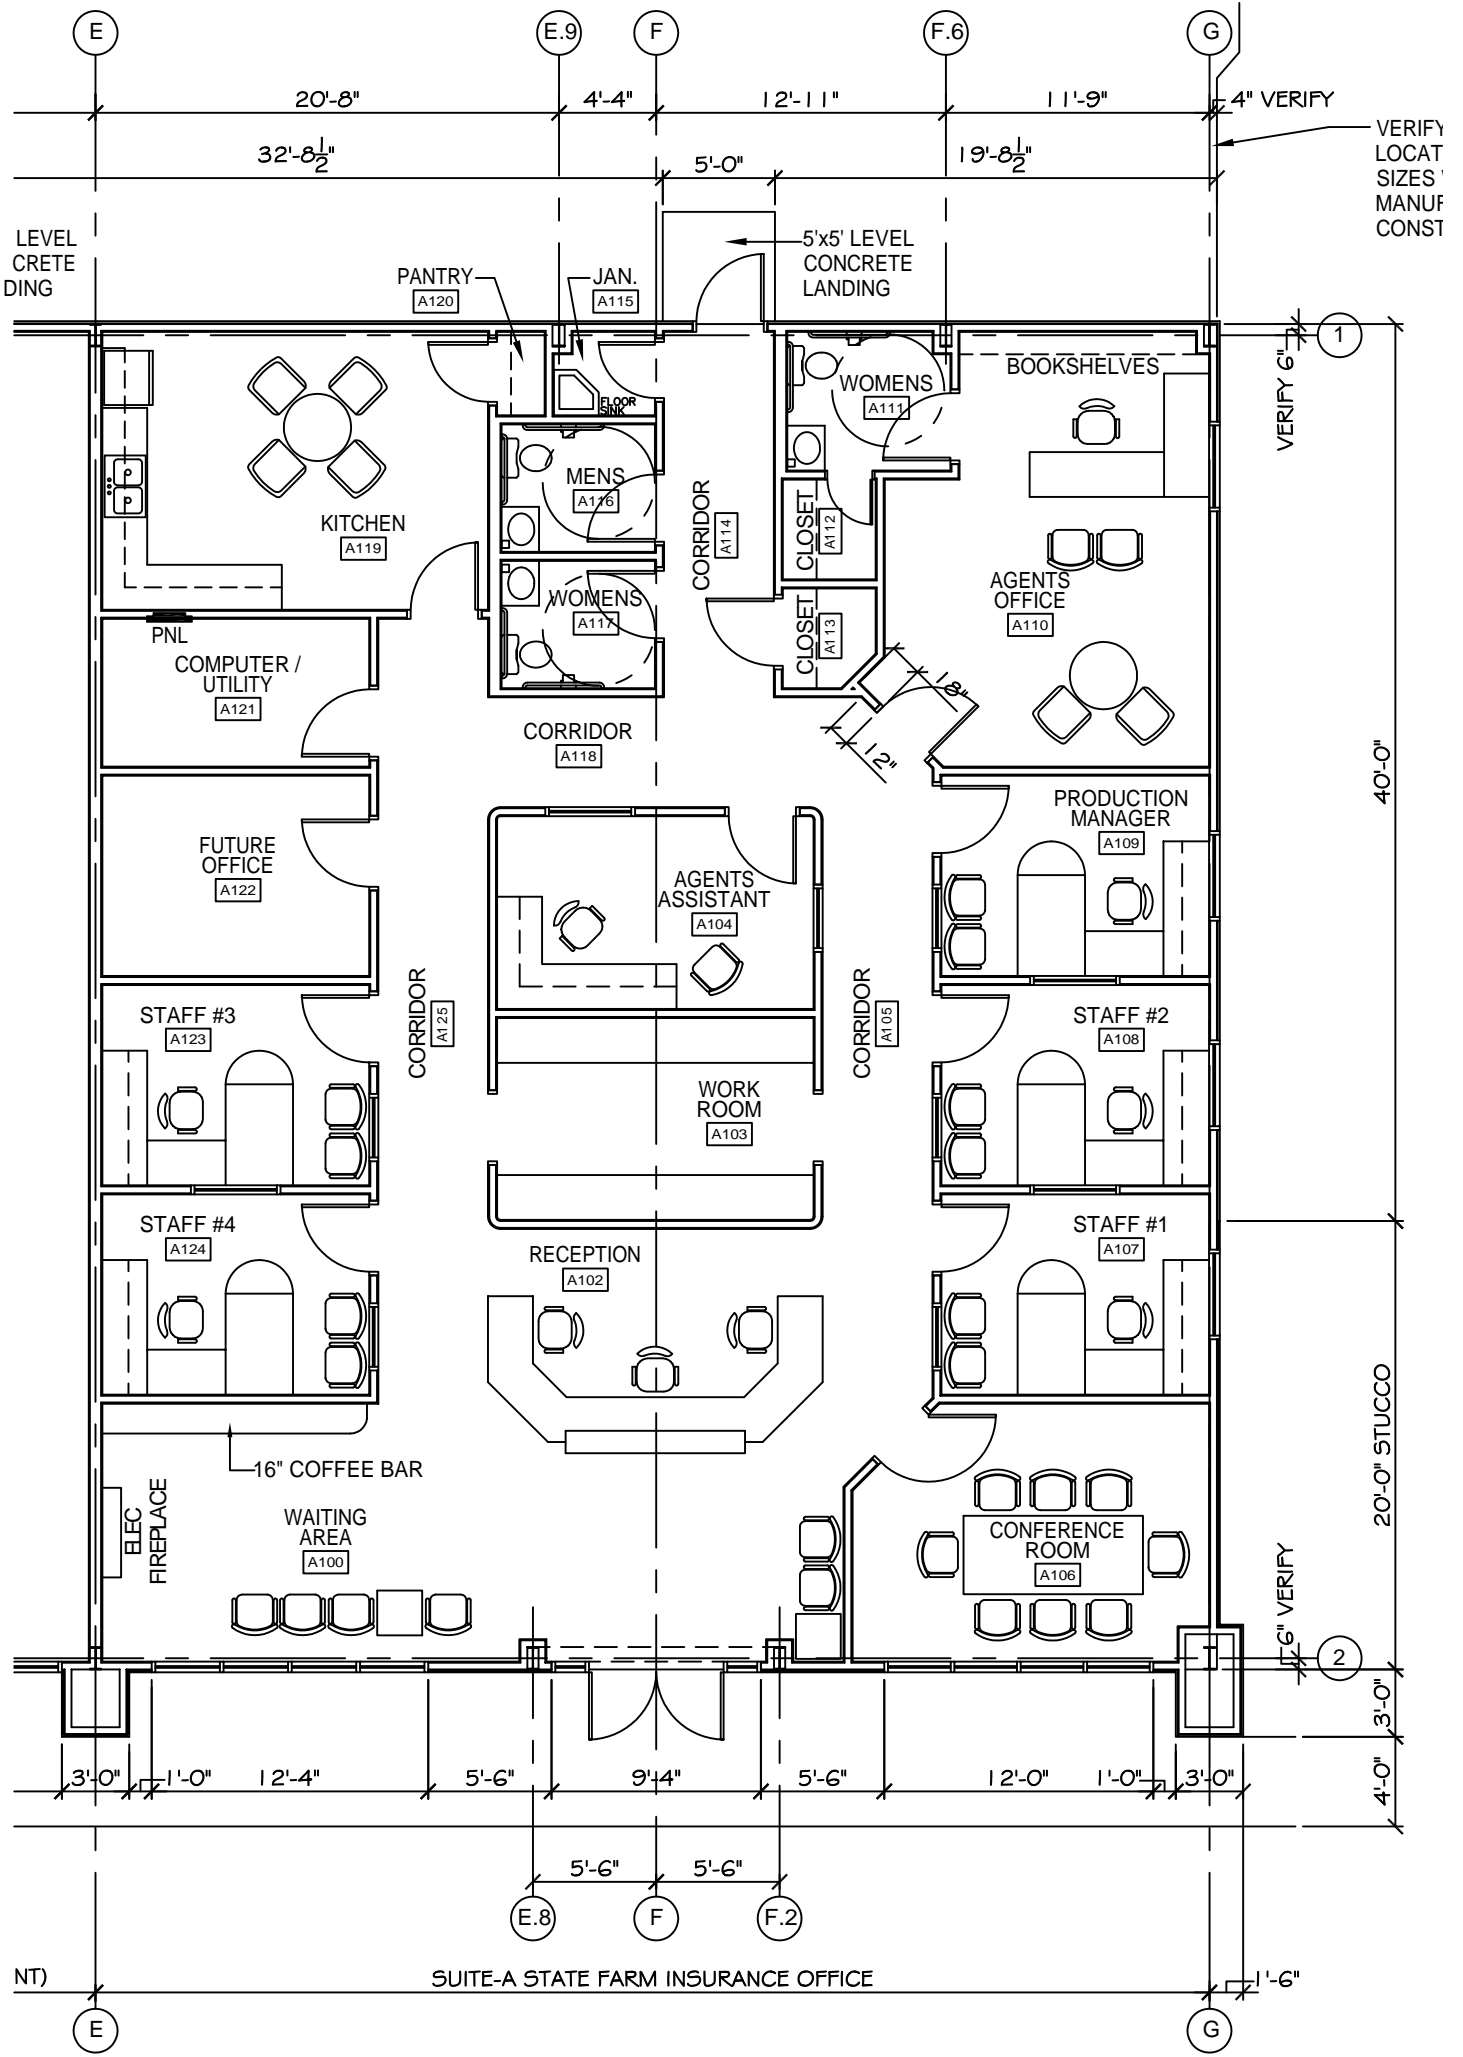 E
E.9
F
F.6
G
20'-8"
4'-4"
12'-11"
11'-9"
4" VERIFY
32'-8 1/2"
5'-0"
19'-8 1/2"
VERIFY
LOCAT
SIZES
MANUF
CONST
LEVEL
CRETE
DING
PANTRY
A120
JAN.
A115
5'x5' LEVEL
CONCRETE
LANDING
1
VERIFY 6"
FLOOR
SINK
WOMENS
A111
BOOKSHELVES
MENS
A116
KITCHEN
A119
CORRIDOR
A114
CLOSET
A112
AGENTS
OFFICE
A110
WOMENS
A117
CLOSET
A113
PNL
COMPUTER /
UTILITY
A121
18"
12"
CORRIDOR
A118
40'-0"
PRODUCTION
MANAGER
A109
FUTURE
OFFICE
A122
AGENTS
ASSISTANT
A104
CORRIDOR
A125
CORRIDOR
A105
STAFF #3
A123
STAFF #2
A108
WORK
ROOM
A103
STAFF #4
A124
STAFF #1
A107
RECEPTION
A102
20'-0" STUCCO
16" COFFEE BAR
ELEC
FIREPLACE
WAITING
AREA
A100
CONFERENCE
ROOM
A106
6" VERIFY
2
3'-0"
4'-0"
3'-0"
1'-0"
12'-4"
5'-6"
9'-4"
5'-6"
12'-0"
1'-0"
3'-0"
5'-6"
5'-6"
E.8
F
F.2
NT)
SUITE-A STATE FARM INSURANCE OFFICE
1'-6"
E
G